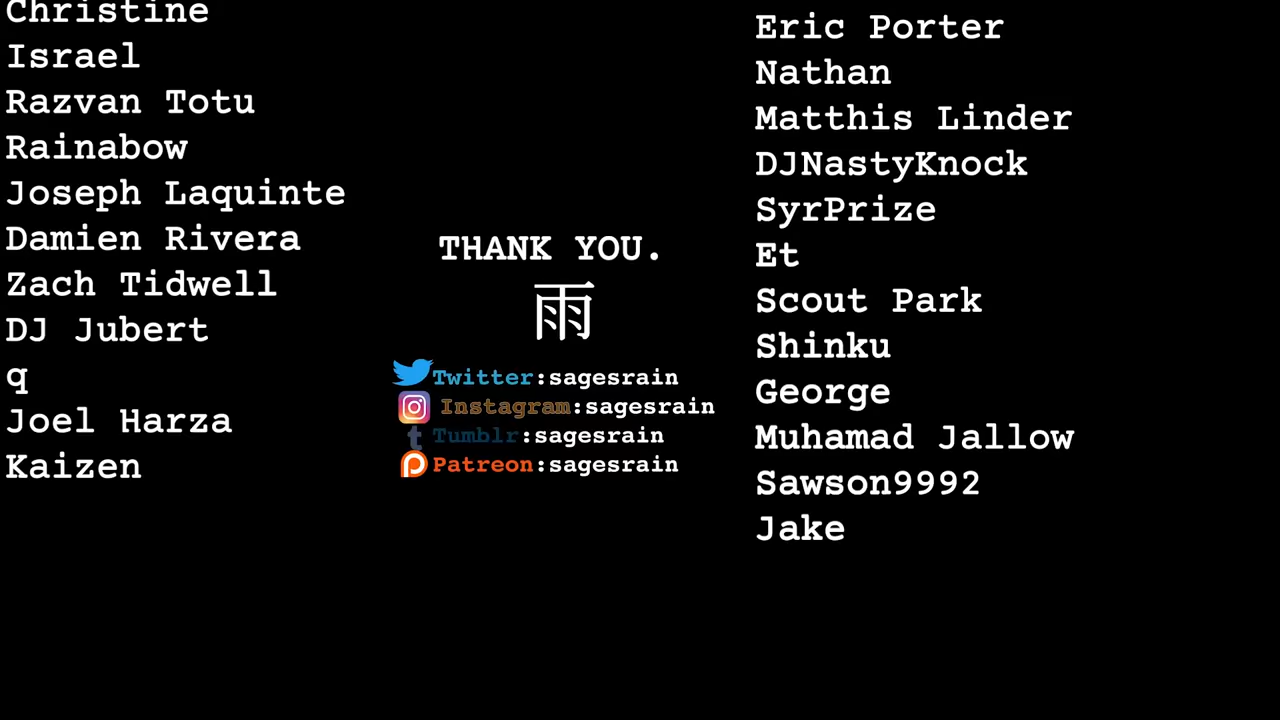 Christine
Israel
Razvan Totu
Rainabow
Joseph Laquinte
Damien Rivera
Zach Tidwell
DJ Jubert
q
Joel Harza
Kaizen
THANK YOU.
雨
Twitter:sagesrain
Instagram:sagesrain
Tumblr:sagesrain
Patreon:sagesrain
Eric Porter
Nathan
Matthis Linder
DJNastyKnock
SyrPrize
Et
Scout Park
Shinku
George
Muhamad Jallow
Sawson9992
Jake